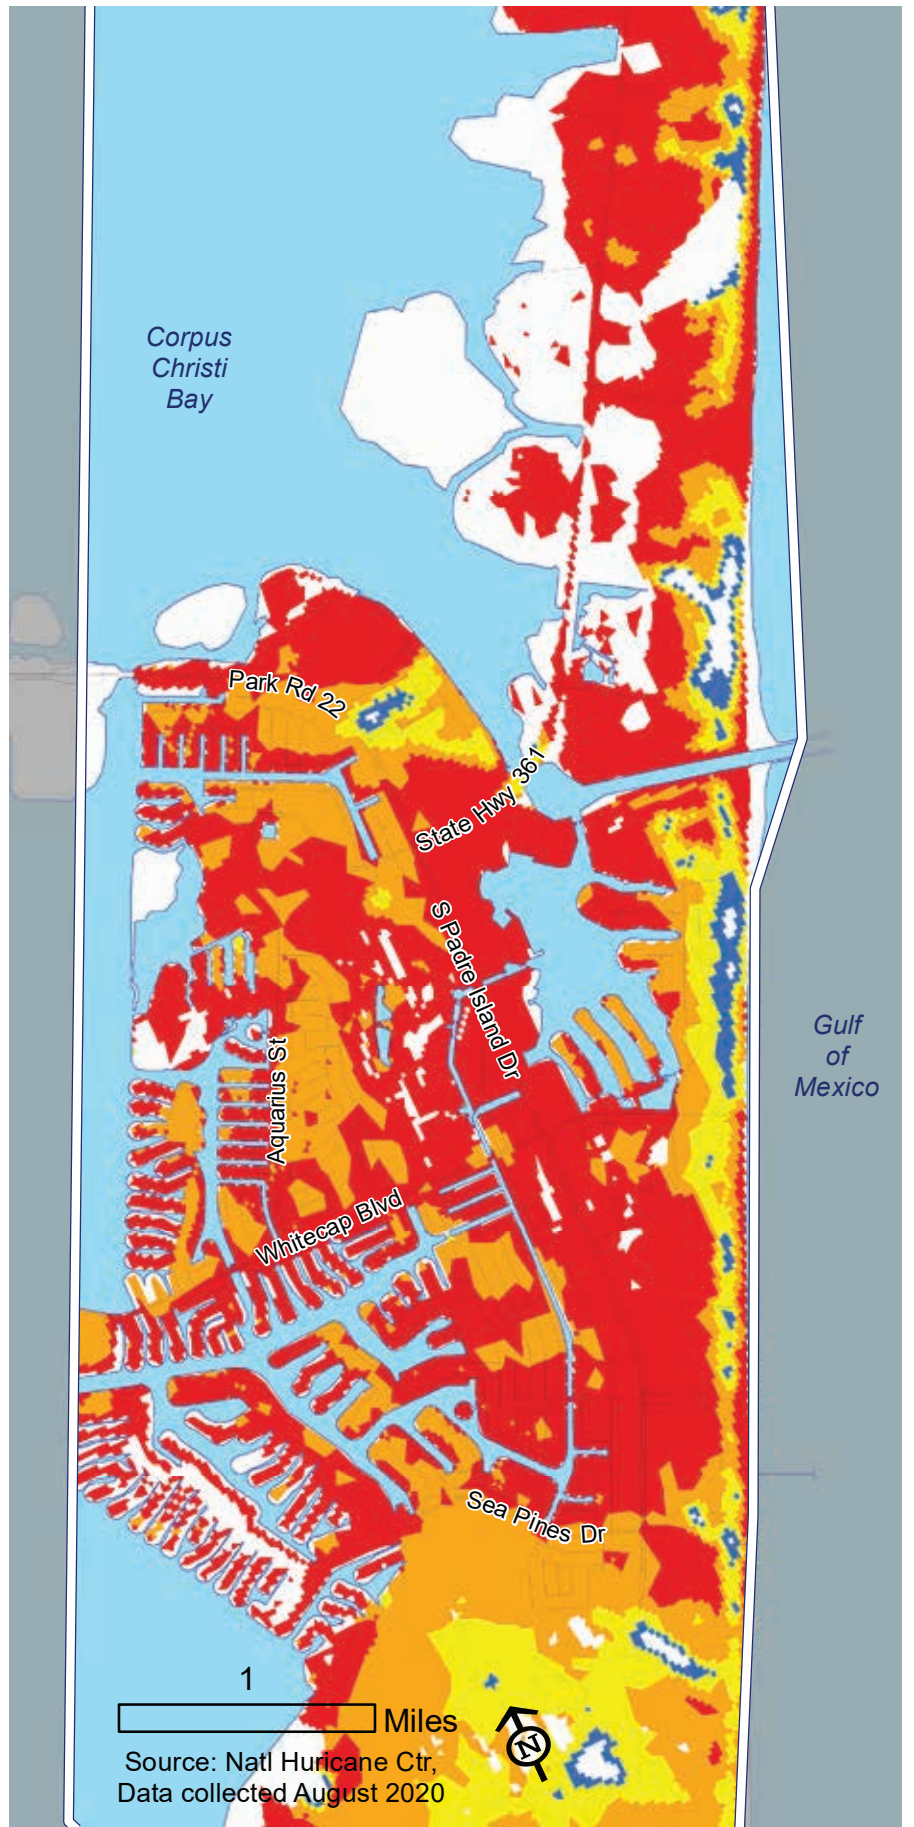 Corpus
Christi
Bay
Park Rd 22
State Hwy 361
S Padre Island Dr
Gulf
of
Mexico
Aquarius St
Whitecap Blvd
Sea Pines Dr
1
Miles
N
Source: Natl Huricane Ctr,
Data collected August 2020